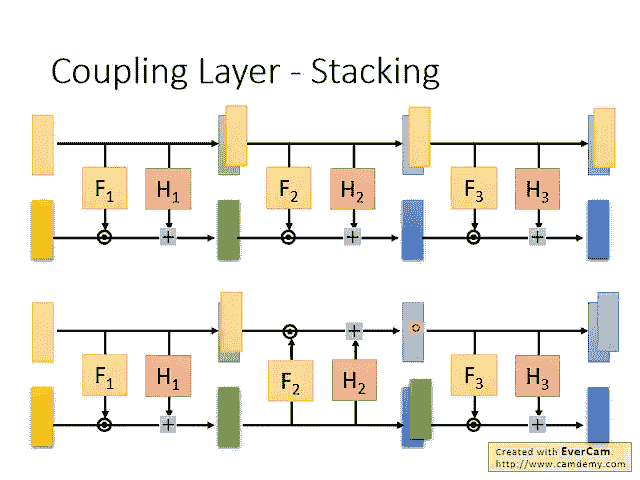 Coupling Layer - Stacking
F1 H1 F2 H2 F3 H3
F1 H1 F2 H2 F3 H3
Created with EverCam.
http://www.camdemy.com